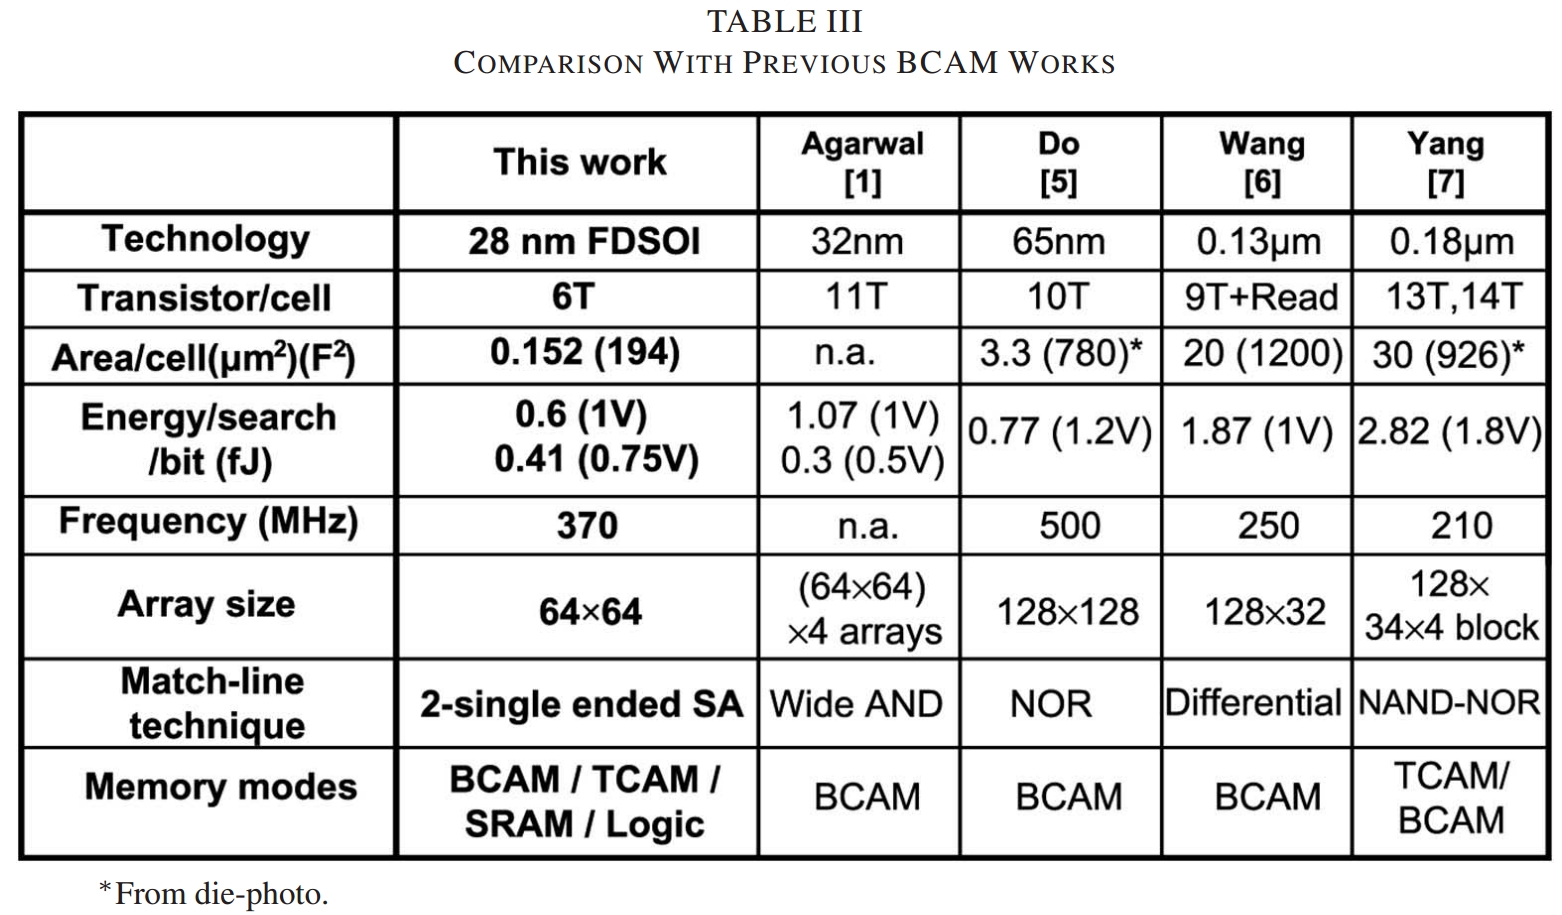 TABLE III
COMPARISON WITH PREVIOUS BCAM WORKS
This work Agarwal [1] Do [5] Wang [6] Yang [7]
Technology 28 nm FDSOI 32nm 65nm 0.13µm 0.18µm
Transistor/cell 6T 11T 10T 9T+Read 13T,14T
Area/cell(µm²)(F²) 0.152 (194) n.a. 3.3 (780)* 20 (1200) 30 (926)*
Energy/search /bit (fJ) 0.6 (1V) 0.41 (0.75V) 1.07 (1V) 0.3 (0.5V) 0.77 (1.2V) 1.87 (1V) 2.82 (1.8V)
Frequency (MHz) 370 n.a. 500 250 210
Array size 64×64 (64×64) ×4 arrays 128×128 128×32 128× 34×4 block
Match-line technique 2-single ended SA Wide AND NOR Differential NAND-NOR
Memory modes BCAM / TCAM / SRAM / Logic BCAM BCAM BCAM TCAM/ BCAM
*From die-photo.